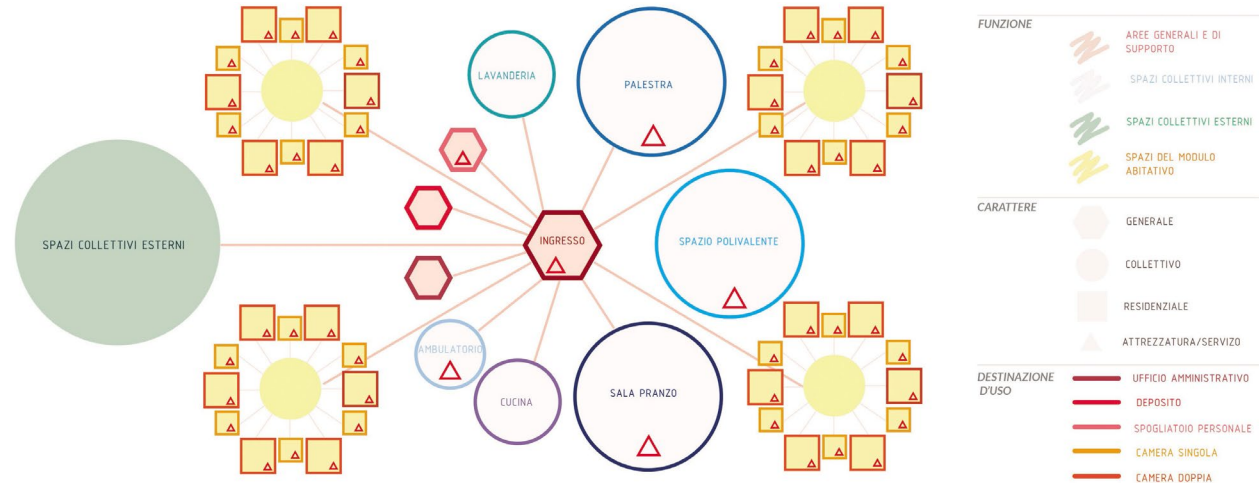 LAVANDERIA
PALESTRA
SPAZI COLLETTIVI ESTERNI
INGRESSO
SPAZIO POLIVALENTE
AMBULATORIO
CUCINA
SALA PRANZO
FUNZIONE
AREE GENERALI E DI
SUPPORTO
SPAZI COLLETTIVI INTERNI
SPAZI COLLETTIVI ESTERNI
SPAZI DEL MODULO
ABITATIVO
CARATTERE
GENERALE
COLLETTIVO
RESIDENZIALE
ATTREZZATURA/SERVIZO
DESTINAZIONE
D'USO
UFFICIO AMMINISTRATIVO
DEPOSITO
SPOGLIATOIO PERSONALE
CAMERA SINGOLA
CAMERA DOPPIA